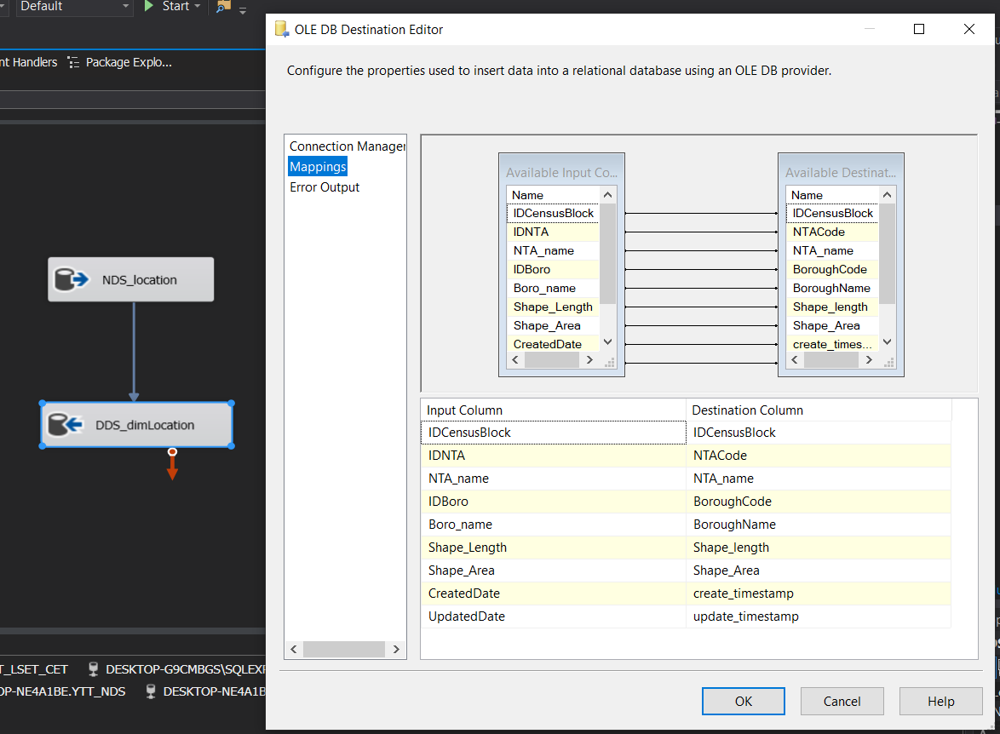 Default
Start
OLE DB Destination Editor
nt Handlers
Package Explo...
Configure the properties used to insert data into a relational database using an OLE DB provider.
Connection Manager
Mappings
Error Output
Available Input Co...
Name
IDCensusBlock
IDNTA
NTA_name
IDBoro
Boro_name
Shape_Length
Shape_Area
CreatedDate
Available Destinat...
Name
IDCensusBlock
NTACode
NTA_name
BoroughCode
BoroughName
Shape_length
Shape_Area
create_times...
NDS_location
DDS_dimLocation
Input Column Destination Column
IDCensusBlock IDCensusBlock
IDNTA NTACode
NTA_name NTA_name
IDBoro BoroughCode
Boro_name BoroughName
Shape_Length Shape_length
Shape_Area Shape_Area
CreatedDate create_timestamp
UpdatedDate update_timestamp
T_LSET_CET DESKTOP-G9CMBGS\SQLEXP
OP-NE4A1BE.YTT_NDS DESKTOP-NE4A1B
OK
Cancel
Help